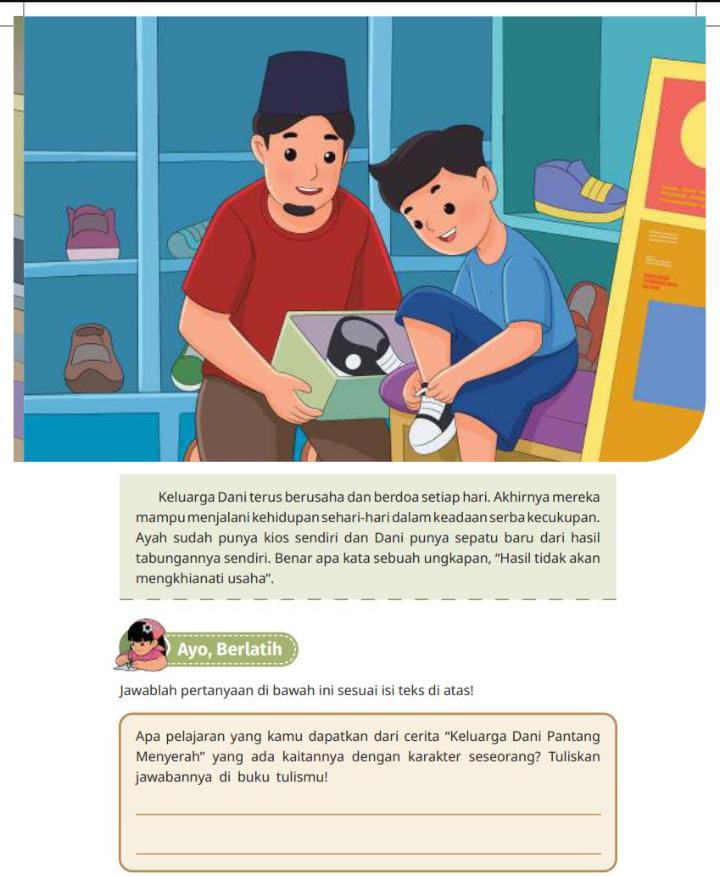 Keluarga Dani terus berusaha dan berdoa setiap hari. Akhirnya mereka
mampu menjalani kehidupan sehari-hari dalam keadaan serba kecukupan.
Ayah sudah punya kios sendiri dan Dani punya sepatu baru dari hasil
tabungannya sendiri. Benar apa kata sebuah ungkapan, “Hasil tidak akan
mengkhianati usaha”.
Ayo, Berlatih
Jawablah pertanyaan di bawah ini sesuai isi teks di atas!
Apa pelajaran yang kamu dapatkan dari cerita “Keluarga Dani Pantang
Menyerah” yang ada kaitannya dengan karakter seseorang? Tuliskan
jawabannya di buku tulismu!